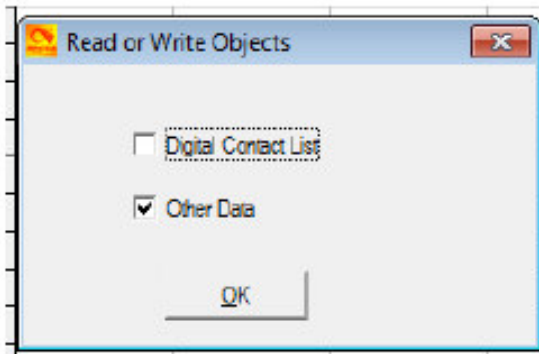 Read or Write Objects
Digital Contact List
Other Data
OK